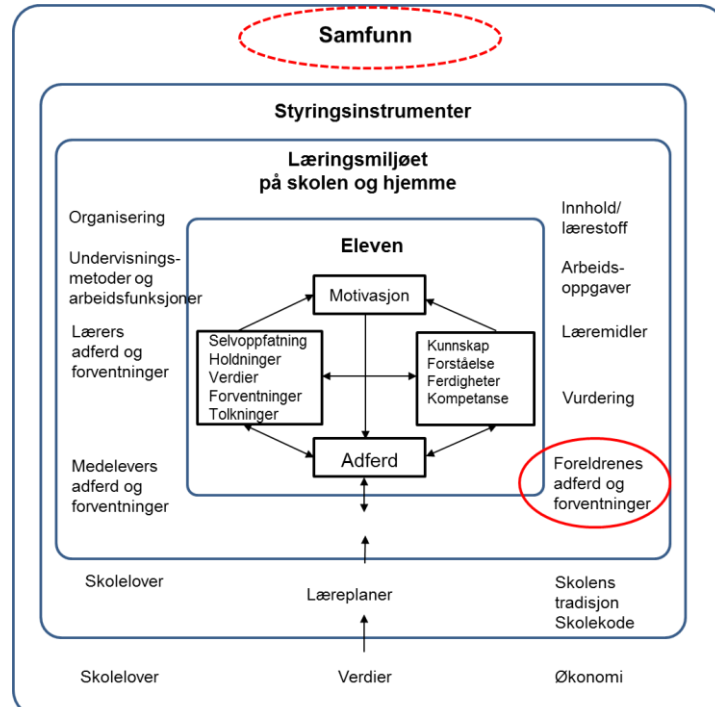 Samfunn
Styringsinstrumenter
Læringsmiljøet
på skolen og hjemme
Organisering
Undervisnings-
metoder og
arbeidsfunksjoner
Lærers
adferd og
forventninger
Medelevers
adferd og
forventninger
Eleven
Motivasjon
Selvoppfatning
Holdninger
Verdier
Forventninger
Tolkninger
Kunnskap
Forståelse
Ferdigheter
Kompetanse
Adferd
Innhold/
lærestoff
Arbeids-
oppgaver
Læremidler
Vurdering
Foreldrenes
adferd og
forventninger
Skolelover
Læreplaner
Skolens
tradisjon
Skolekode
Skolelover
Verdier
Økonomi